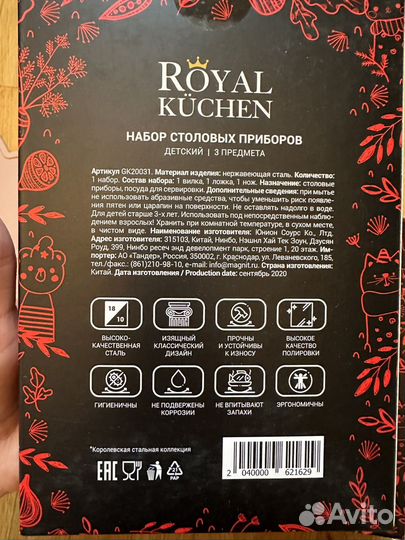 ROYAL
KÜCHEN
НАБОР СТОЛОВЫХ ПРИБОРОВ
ДЕТСКИЙ | 3 ПРЕДМЕТА
Артикул GK20031. Материал изделия: нержавеющая сталь. Количество:
1 набор. Состав набора: 1 вилка, 1 ложка, 1 нож. Назначение: столовые
приборы, посуда для сервировки. Дополнительные сведения: при мытье
не использовать абразивные средства, чтобы уменьшить риск появле-
ния пятен или царапин на поверхности. Не оставлять надолго в воде.
Для детей старше 3-х лет. Использовать под непосредственным наблю-
дением взрослых! Хранить при комнатной температуре, в сухом месте,
в чистом виде. Наименование изготовителя: Юнион Соурс Ко., Лтд.
Адрес изготовителя: 315103, Китай, Нинбо, Нэшнл Хай Тек Зоун, Дзусян
Роуд, 399, Нинбо ресеч энд девелопмент парк, строение 1, 20 этаж. Им-
портер: АО «Тандер», Россия, 350002, г. Краснодар, ул. Леваневского, 185,
тел./факс.: (861)210-98-10, e-mail: info@magnit.ru. Страна изготовления:
Китай. Дата изготовления / Production date: сентябрь 2020
18
10
ВЫСОКО-
КАЧЕСТВЕННАЯ
СТАЛЬ
ИЗЯЩНЫЙ
КЛАССИЧЕСКИЙ
ДИЗАЙН
ПРОЧНЫ
И УСТОЙЧИВЫ
К ИЗНОСУ
ВЫСОКОЕ
КАЧЕСТВО
ПОЛИРОВКИ
ГИГИЕНИЧНЫ
НЕ ПОДВЕРЖЕНЫ
КОРРОЗИИ
НЕ ВПИТЫВАЮТ
ЗАПАХИ
ЭРГОНОМИЧНЫ
*Королевская стальная коллекция
EAC
PAP
2 040000 621629
Avito